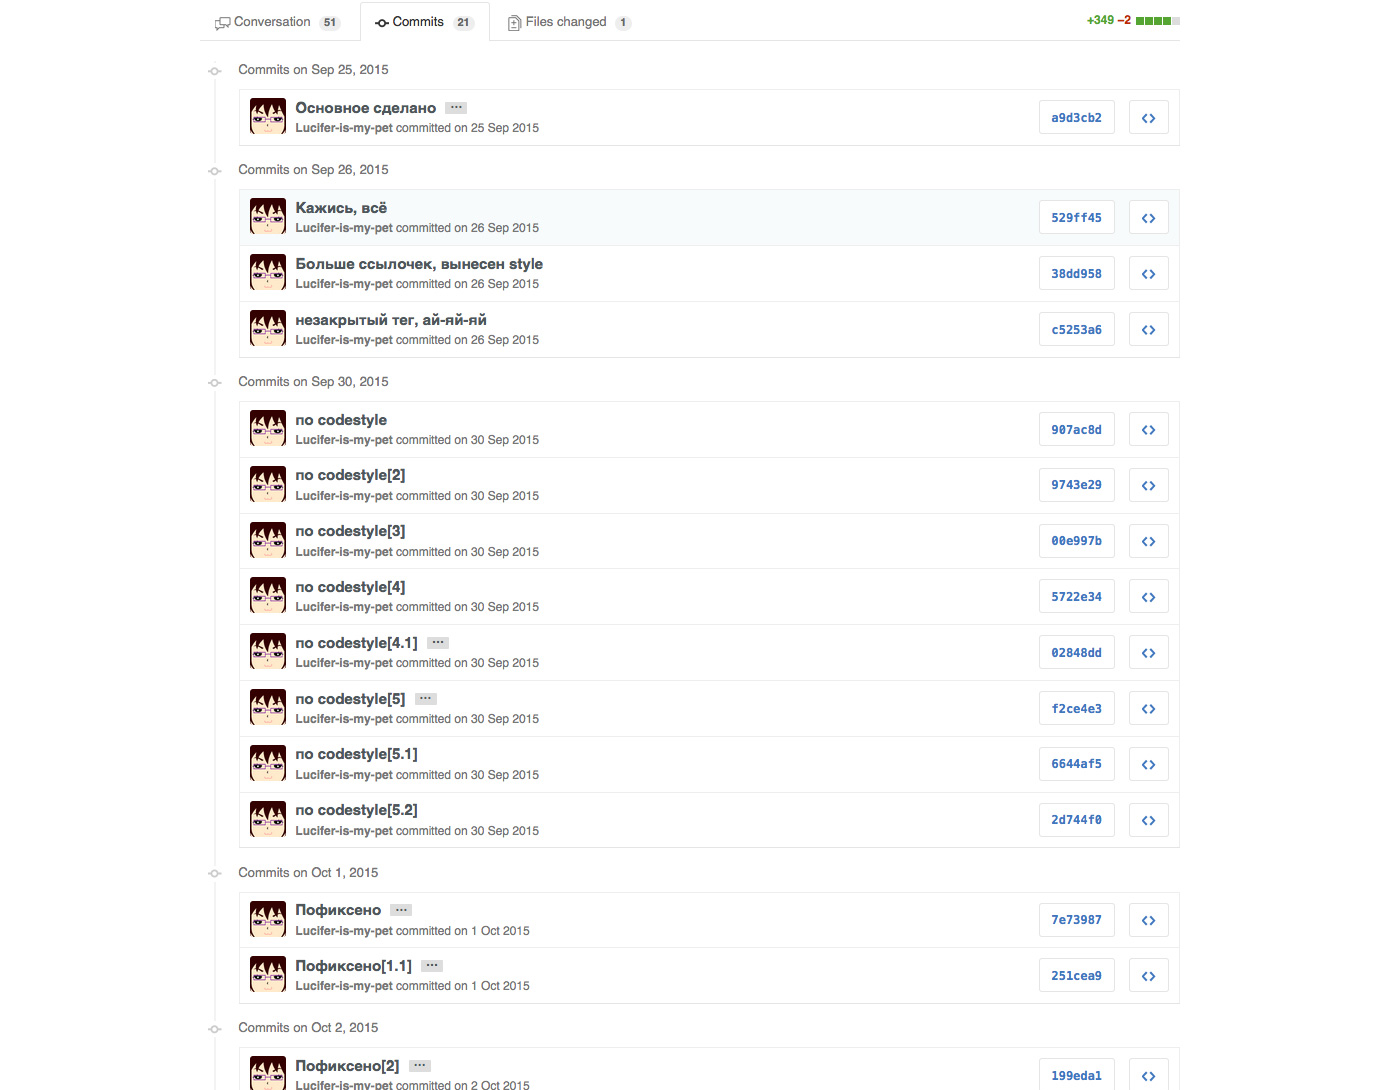 Conversation 51 Commits 21 Files changed 1 +349 −2
Commits on Sep 25, 2015
Основное сделано ...
Lucifer-is-my-pet committed on 25 Sep 2015
a9d3cb2
Commits on Sep 26, 2015
Кажись, всё
Lucifer-is-my-pet committed on 26 Sep 2015
529ff45
Больше ссылочек, вынесен style
Lucifer-is-my-pet committed on 26 Sep 2015
38dd958
незакрытый тег, ай-яй-яй
Lucifer-is-my-pet committed on 26 Sep 2015
c5253a6
Commits on Sep 30, 2015
по codestyle
Lucifer-is-my-pet committed on 30 Sep 2015
907ac8d
по codestyle[2]
Lucifer-is-my-pet committed on 30 Sep 2015
9743e29
по codestyle[3]
Lucifer-is-my-pet committed on 30 Sep 2015
00e997b
по codestyle[4]
Lucifer-is-my-pet committed on 30 Sep 2015
5722e34
по codestyle[4.1] ...
Lucifer-is-my-pet committed on 30 Sep 2015
02848dd
по codestyle[5] ...
Lucifer-is-my-pet committed on 30 Sep 2015
f2ce4e3
по codestyle[5.1]
Lucifer-is-my-pet committed on 30 Sep 2015
6644af5
по codestyle[5.2]
Lucifer-is-my-pet committed on 30 Sep 2015
2d744f0
Commits on Oct 1, 2015
Пофиксено ...
Lucifer-is-my-pet committed on 1 Oct 2015
7e73987
Пофиксено[1.1] ...
Lucifer-is-my-pet committed on 1 Oct 2015
251cea9
Commits on Oct 2, 2015
Пофиксено[2] ...
Lucifer-is-my-pet committed on 2 Oct 2015
199eda1